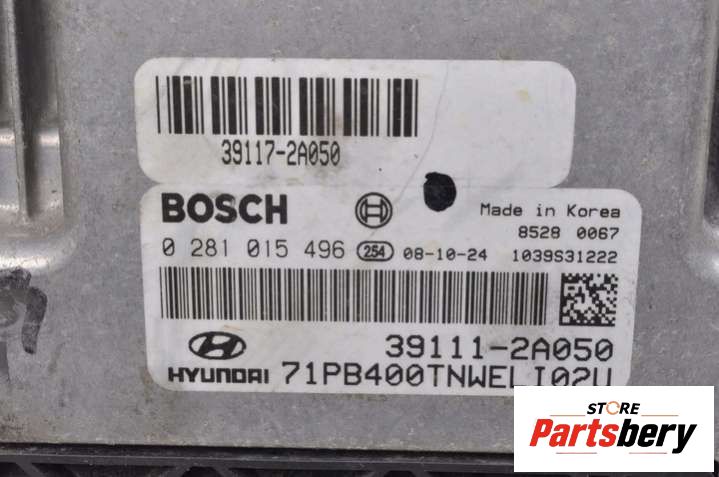 39117-2A050
BOSCH
Made in Korea
8528 0067
0 281 015 496 254 08-10-24 1039S31222
39111-2A050
HYUNDAI 71PB400TNWELI02U
STORE
Partsbery